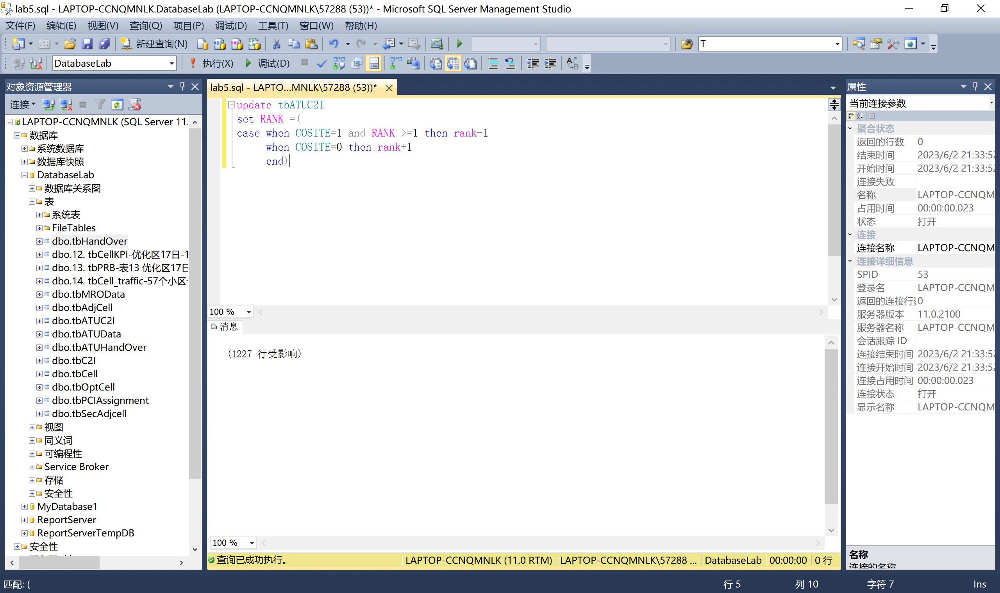 lab5.sql - LAPTOP-CCNQMNLK.DatabaseLab (LAPTOP-CCNQMNLK\57288 (53))* - Microsoft SQL Server Management Studio
文件(F) 编辑(E) 视图(V) 查询(Q) 项目(P) 调试(D) 工具(T) 窗口(W) 帮助(H)
新建查询(N) T
DatabaseLab 执行(X) 调试(D)
对象资源管理器
连接
LAPTOP-CCNQMNLK (SQL Server 11.
数据库
系统数据库
数据库快照
DatabaseLab
数据库关系图
表
系统表
FileTables
dbo.tbHandOver
dbo.12. tbCellKPI-优化区17日-1
dbo.13. tbPRB-表13 优化区17日
dbo.14. tbCell_traffic-57个小区-
dbo.tbMROData
dbo.tbAdjCell
dbo.tbATUC2I
dbo.tbATUData
dbo.tbATUHandOver
dbo.tbC2I
dbo.tbCell
dbo.tbOptCell
dbo.tbPCIAssignment
dbo.tbSecAdjcell
视图
同义词
可编程性
Service Broker
存储
安全性
MyDatabase1
ReportServer
ReportServerTempDB
安全性
lab5.sql - LAPTO...MNLK\57288 (53))*
update tbATUC2I
set RANK =(
case when COSITE=1 and RANK >=1 then rank-1
when COSITE=0 then rank+1
end)
100 %
消息
(1227 行受影响)
100 %
查询已成功执行。 LAPTOP-CCNQMNLK (11.0 RTM) LAPTOP-CCNQMNLK\57288 ... DatabaseLab 00:00:00 0 行
属性
当前连接参数
聚合状态
返回的行数 0
结束时间 2023/6/2 21:33:52
开始时间 2023/6/2 21:33:52
连接失败
名称 LAPTOP-CCNQM
占用时间 00:00:00.023
状态 打开
连接
连接名称 LAPTOP-CCNQM
连接详细信息
SPID 53
登录名 LAPTOP-CCNQM
返回的连接行数 0
服务器版本 11.0.2100
服务器名称 LAPTOP-CCNQM
会话跟踪 ID
连接结束时间 2023/6/2 21:33:52
连接开始时间 2023/6/2 21:33:52
连接占用时间 00:00:00.023
连接状态 打开
显示名称 LAPTOP-CCNQM
名称
连接的名称
匹配: ( 行 5 列 10 字符 7 Ins